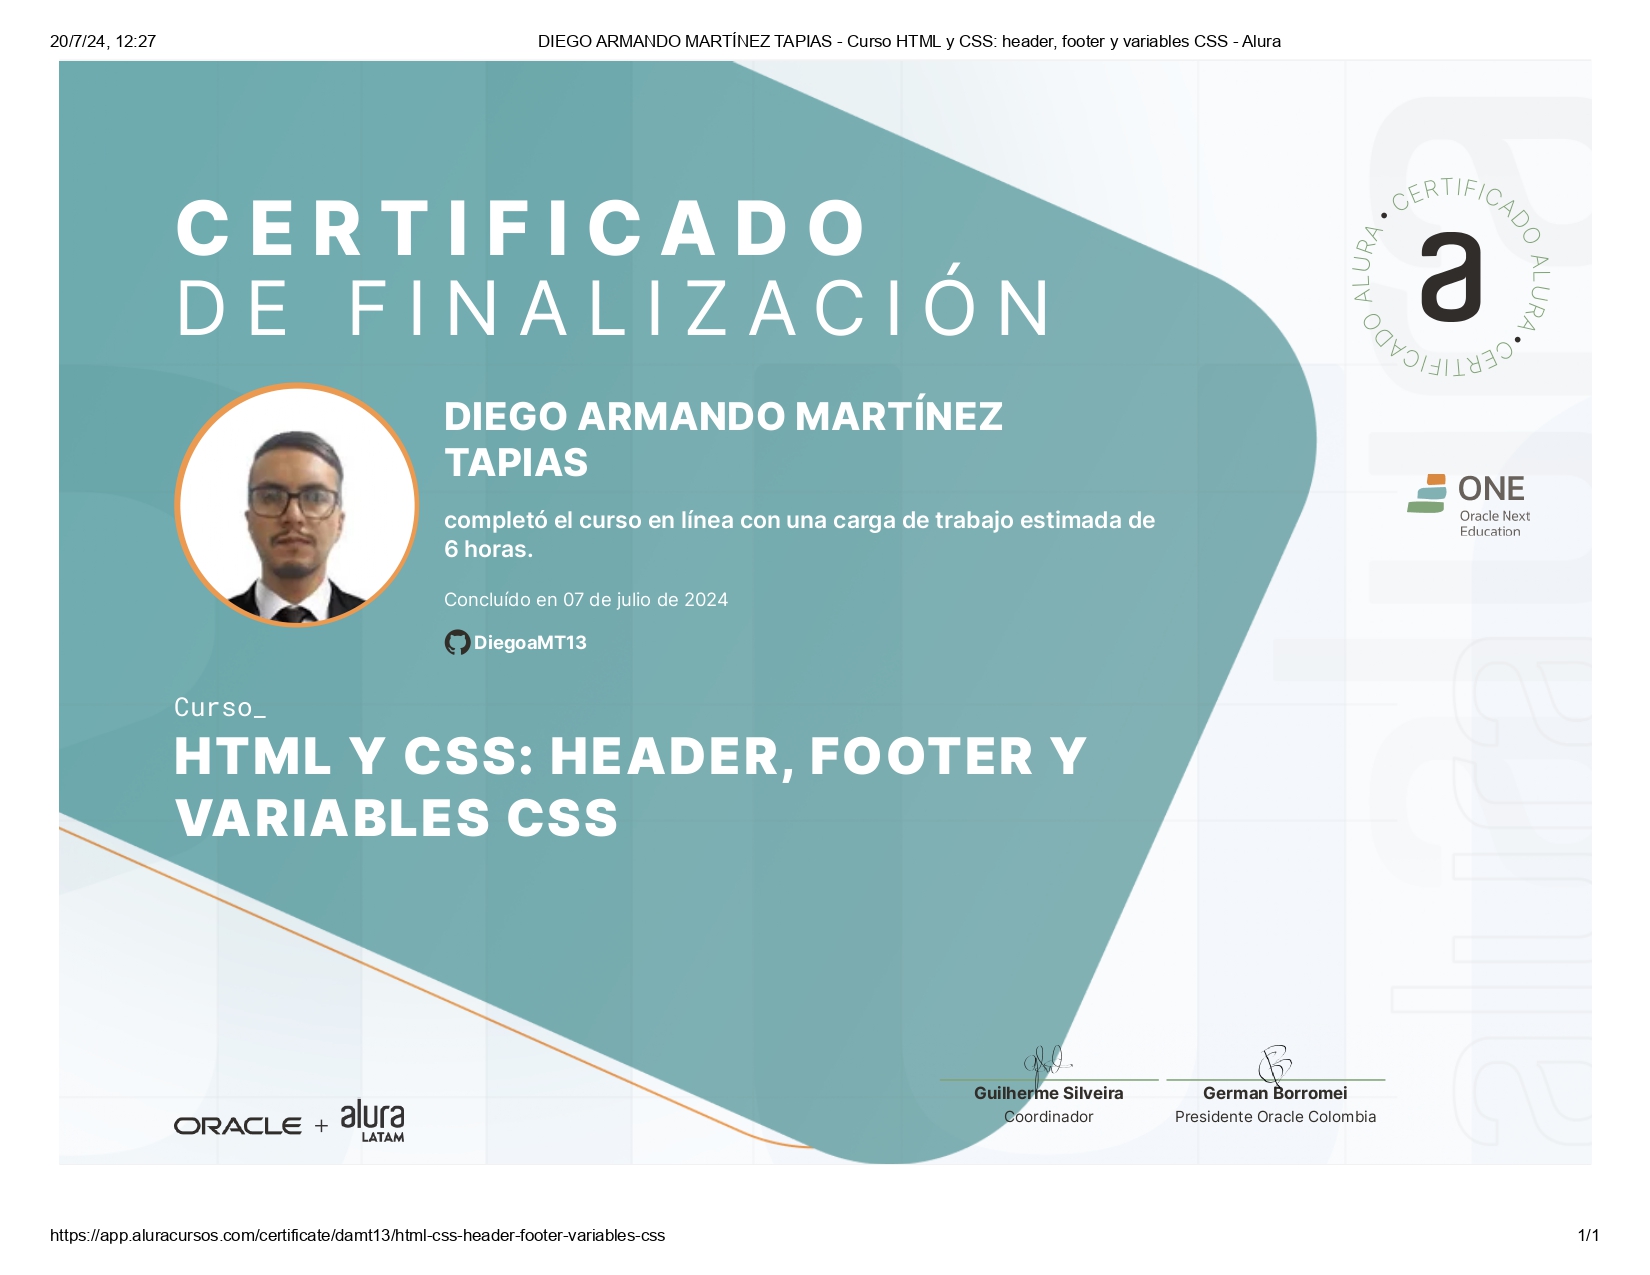 20/7/24, 12:27
DIEGO ARMANDO MARTÍNEZ TAPIAS - Curso HTML y CSS: header, footer y variables CSS - Alura
CERTIFICADO
DE FINALIZACIÓN
CERTIFICADO ALURA • CERTIFICADO ALURA •
a
DIEGO ARMANDO MARTÍNEZ
TAPIAS
completó el curso en línea con una carga de trabajo estimada de
6 horas.
Concluído en 07 de julio de 2024
DiegoaMT13
ONE
Oracle Next
Education
Curso_
HTML Y CSS: HEADER, FOOTER Y
VARIABLES CSS
alura
alura
Guilherme Silveira
Coordinador
German Borromei
Presidente Oracle Colombia
ORACLE + alura
LATAM
https://app.aluracursos.com/certificate/damt13/html-css-header-footer-variables-css
1/1